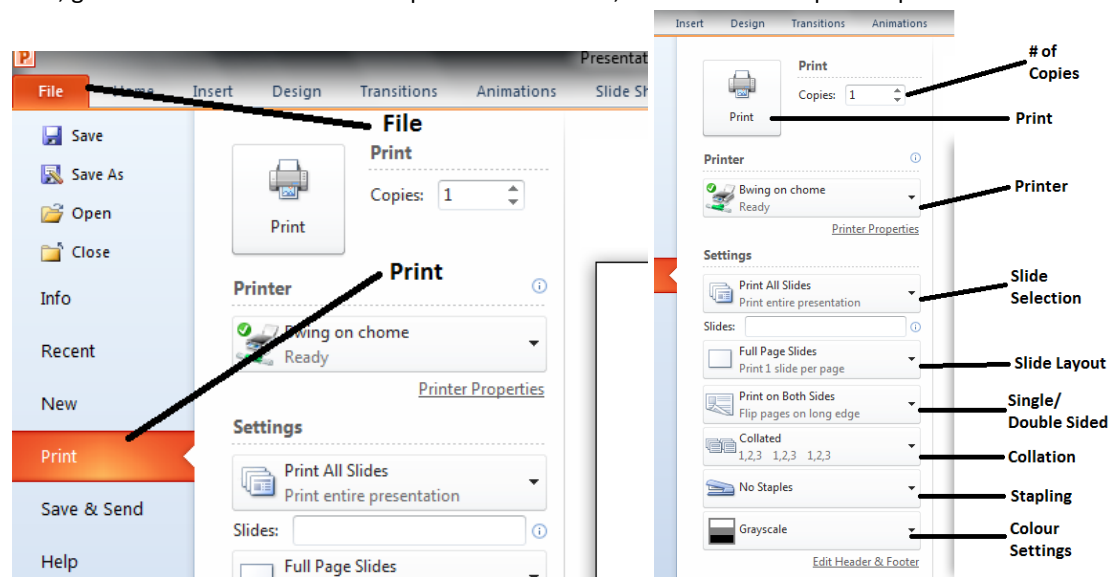 Presentat
File Home Insert Design Transitions Animations Slide Sh
File
Save
Save As
Open
Close
Info
Recent
New
Print
Save & Send
Help
Print
Print
Copies: 1
Print
Printer
Bwing on chome
Ready
Printer Properties
Settings
Print All Slides
Print entire presentation
Slides:
Full Page Slides
Insert Design Transitions Animations
Print
Copies: 1
Print
# of
Copies
Print
Printer
Bwing on chome
Ready
Printer Properties
Printer
Settings
Print All Slides
Print entire presentation
Slide
Selection
Slides:
Full Page Slides
Print 1 slide per page
Slide Layout
Print on Both Sides
Flip pages on long edge
Single/
Double Sided
Collated
1,2,3 1,2,3 1,2,3
Collation
No Staples
Stapling
Grayscale
Colour
Settings
Edit Header & Footer